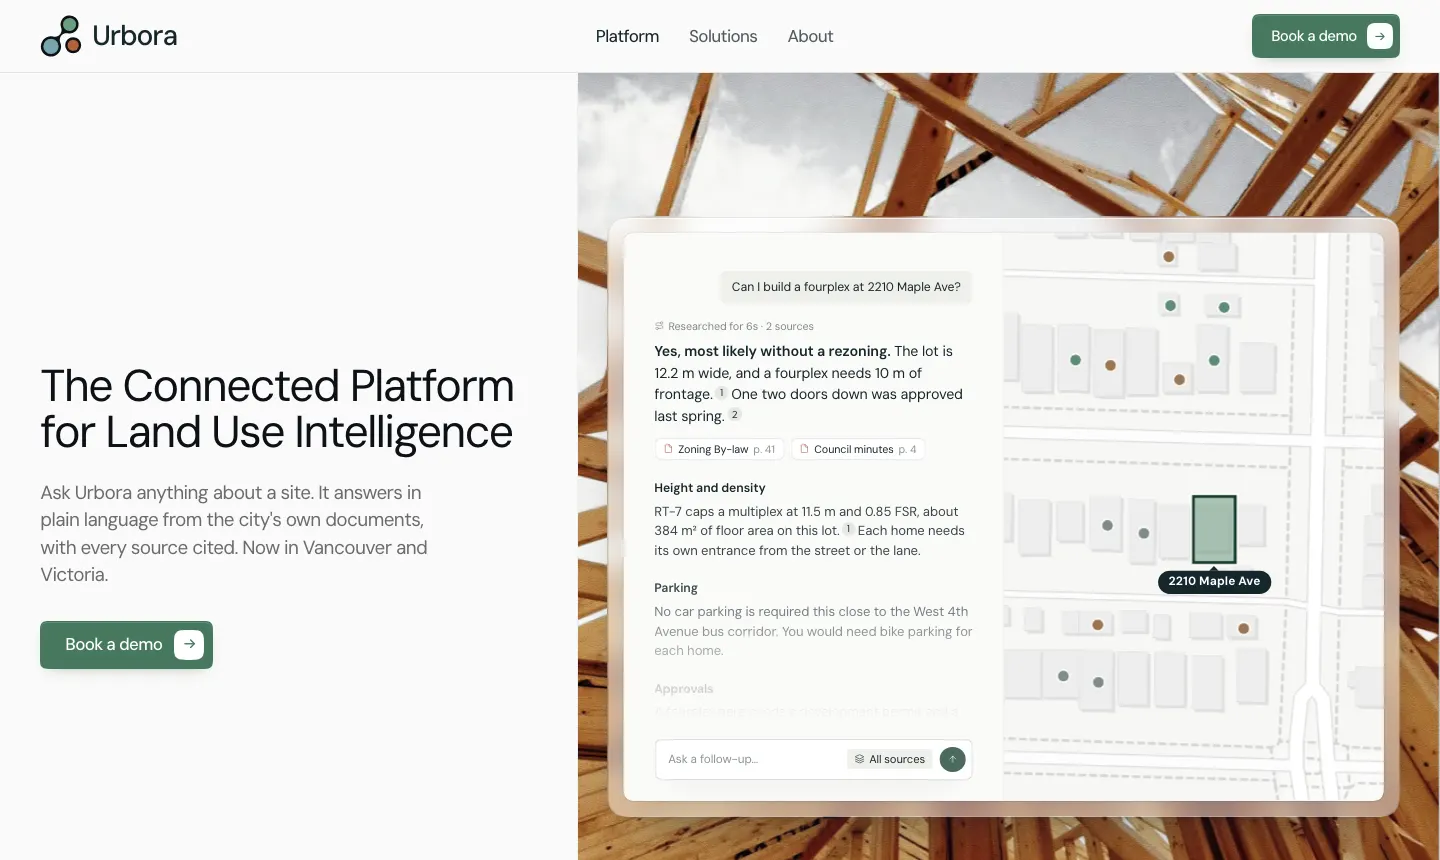 Urbora
Platform
Solutions
About
Book a demo
The Connected Platform
for Land Use Intelligence
Ask Urbora anything about a site. It answers in
plain language from the city's own documents,
with every source cited. Now in Vancouver and
Victoria.
Book a demo
Can I build a fourplex at 2210 Maple Ave?
Researched for 6s · 2 sources
Yes, most likely without a rezoning. The lot is
12.2 m wide, and a fourplex needs 10 m of
frontage. 1 One two doors down was approved
last spring. 2
Zoning By-law p. 41
Council minutes p. 4
Height and density
RT-7 caps a multiplex at 11.5 m and 0.85 FSR, about
384 m² of floor area on this lot. 1 Each home needs
its own entrance from the street or the lane.
Parking
No car parking is required this close to the West 4th
Avenue bus corridor. You would need bike parking for
each home.
Approvals
Ask a follow-up...
All sources
2210 Maple Ave